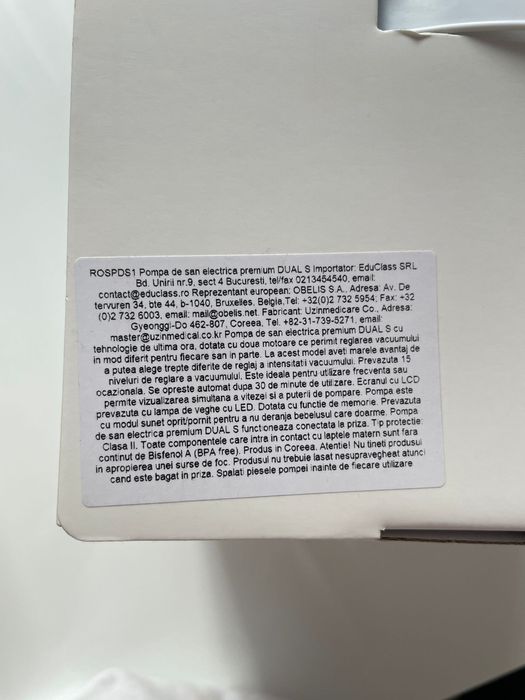 ROSPDS1 Pompa de san electrica premium DUAL S Importator: EduClass SRL
Bd. Unirii nr.9, sect 4 Bucuresti, tel/fax 0213454540, email:
contact@educlass.ro Reprezentant european: OBELIS S.A., Adresa: Av. De
tervuren 34, bte 44, b-1040, Bruxelles, Belgia,Tel: +32(0)2 732 5954; Fax: +32
(0)2 732 6003, email: mail@obelis.net. Fabricant: Uzinmedicare Co., Adresa:
Gyeonggi-Do 462-807, Coreea, Tel. +82-31-739-5271, email:
master@uzinmedical.co.kr Pompa de san electrica premium DUAL S cu
tehnologie de ultima ora, dotata cu doua motoare ce permit reglarea vacuumului
in mod diferit pentru fiecare san in parte. La acest model aveti marele avantaj de
a putea alege trepte diferite de reglaj a intensitatii vacuumului. Prevazuta 15
niveluri de reglare a vacuumului. Este ideala pentru utilizare frecventa sau
ocazionala. Se opreste automat dupa 30 de minute de utilizare. Ecranul cu LCD
permite vizualizarea simultana a vitezei si a puterii de pompare. Pompa este
prevazuta cu lampa de veghe cu LED. Dotata cu functie de memorie. Prevazuta
cu modul sunet oprit/pornit pentru a nu deranja bebelusul care doarme. Pompa
de san electrica premium DUAL S functioneaza conectata la priza. Tip protectie:
Clasa II. Toate componentele care intra in contact cu laptele matern sunt fara
continut de Bisfenol A (BPA free). Produs in Coreea. Atentie! Nu tineti produsul
in apropierea unei surse de foc. Produsul nu trebuie lasat nesupravegheat atunci
cand este bagat in priza. Spalati piesele pompei inainte de fiecare utilizare